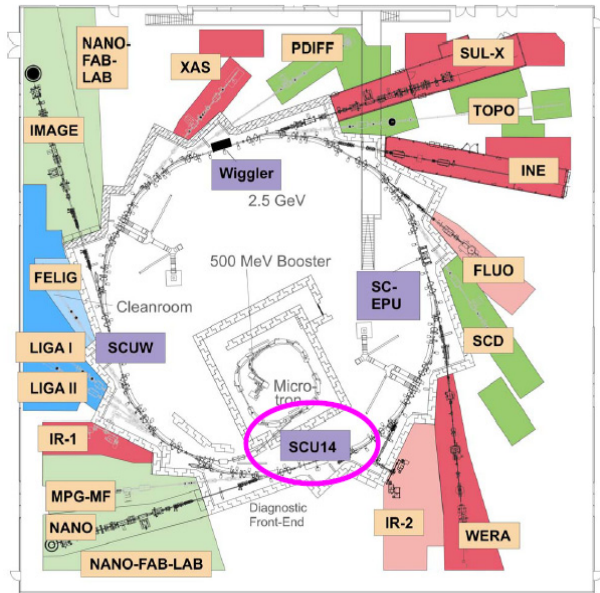 NANO-
FAB-
LAB
XAS
PDIFF
SUL-X
IMAGE
TOPO
Wiggler
INE
2.5 GeV
500 MeV Booster
FELIG
Cleanroom
SC-
EPU
FLUO
LIGA I
SCUW
SCD
LIGA II
Micro-
tron
IR-1
SCU14
MPG-MF
NANO
Diagnostic
Front-End
IR-2
WERA
NANO-FAB-LAB